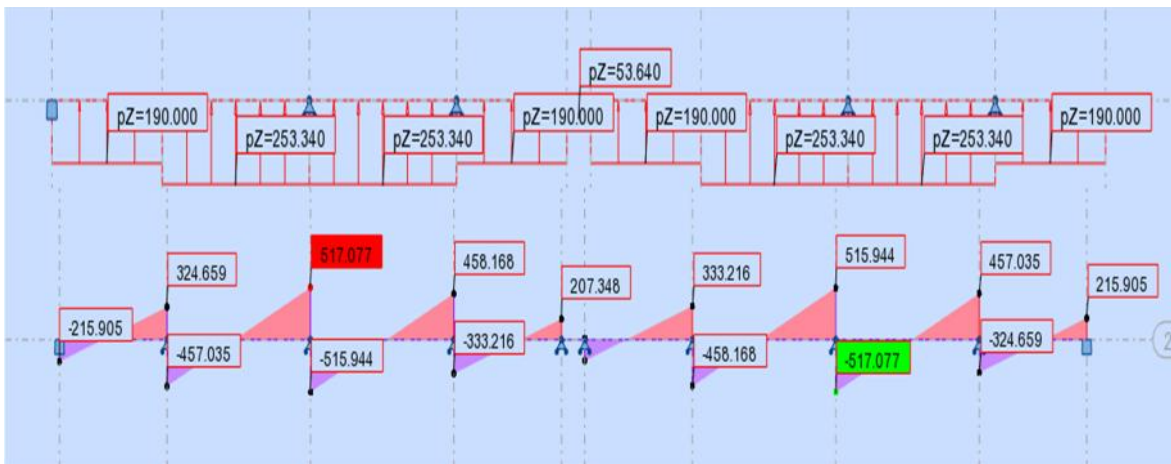 pZ=53.640
pZ=190.000
pZ=190.000
pZ=190.000
pZ=190.000
pZ=253.340
pZ=253.340
pZ=253.340
pZ=253.340
517.077
515.944
324.659
458.168
333.216
457.035
207.348
215.905
-215.905
-457.035
-515.944
-333.216
-458.168
-517.077
-324.659
2